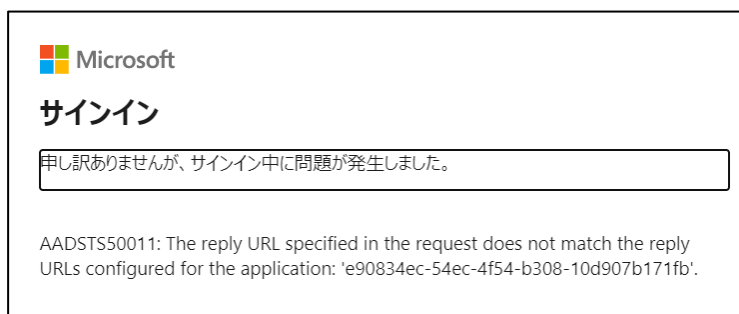 Microsoft
サインイン
申し訳ありませんが、サインイン中に問題が発生しました。
AADSTS50011: The reply URL specified in the request does not match the reply
URLs configured for the application: 'e90834ec-54ec-4f54-b308-10d907b171fb'.